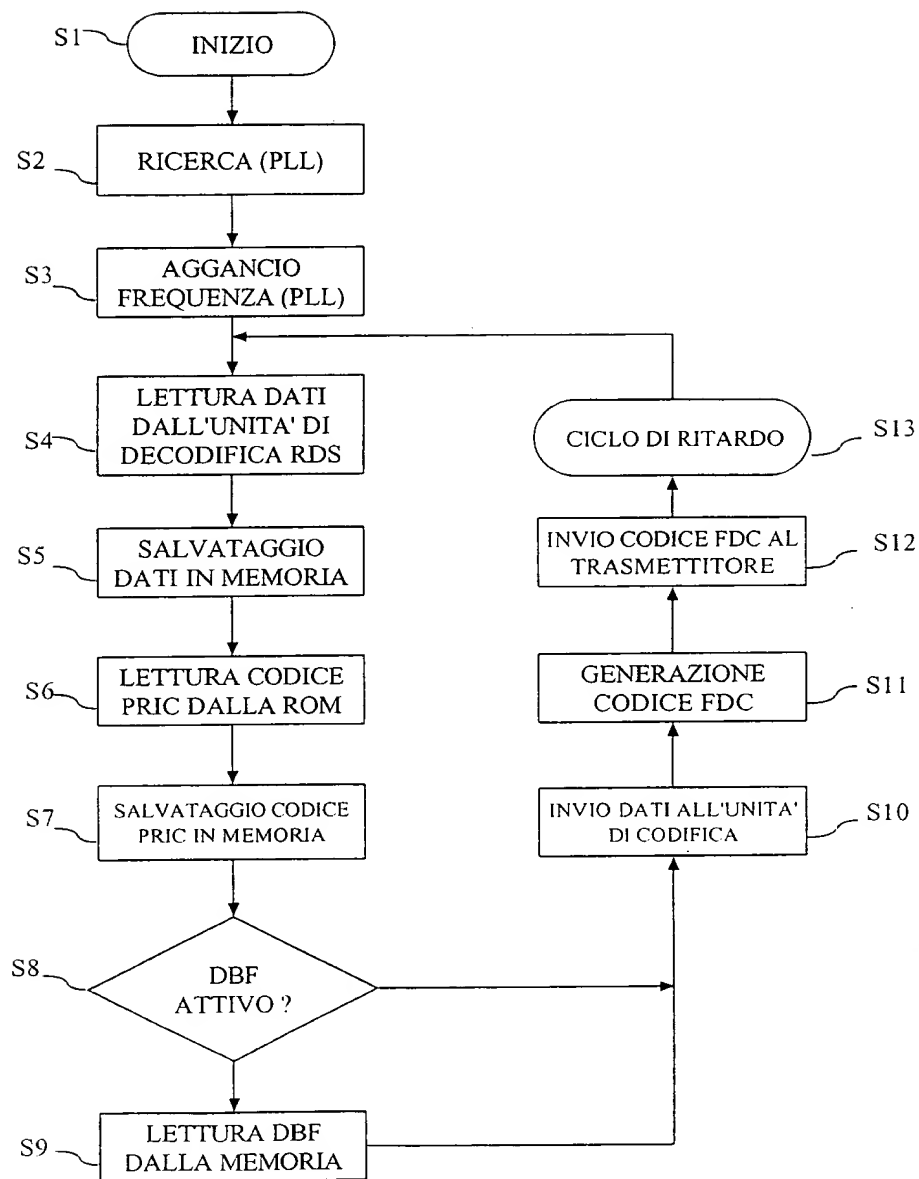 S1
INIZIO
S2
RICERCA (PLL)
S3
AGGANCIO
FREQUENZA (PLL)
S4
LETTURA DATI
DALL'UNITA' DI
DECODIFICA RDS
S5
SALVATAGGIO
DATI IN MEMORIA
S6
LETTURA CODICE
PRIC DALLA ROM
S7
SALVATAGGIO CODICE
PRIC IN MEMORIA
S8
DBF
ATTIVO ?
S9
LETTURA DBF
DALLA MEMORIA
CICLO DI RITARDO
S13
INVIO CODICE FDC AL
TRASMETTITORE
S12
GENERAZIONE
CODICE FDC
S11
INVIO DATI ALL'UNITA'
DI CODIFICA
S10